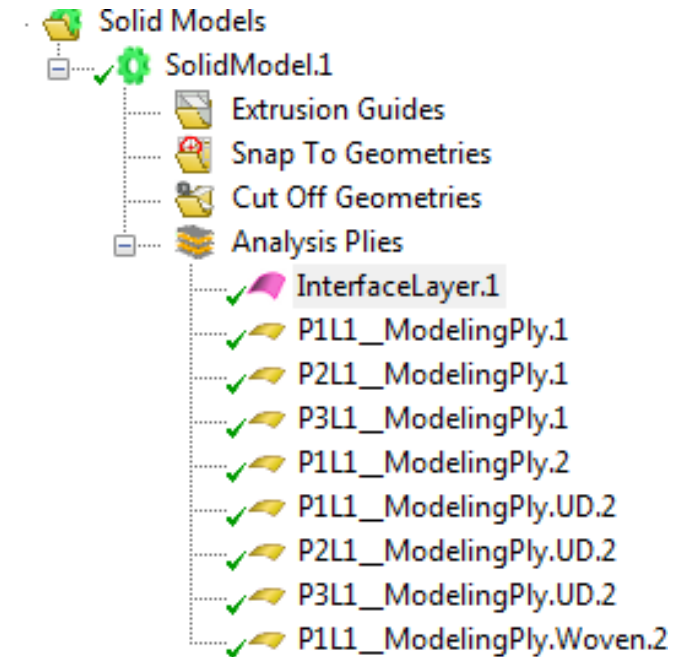 Solid Models
SolidModel.1
Extrusion Guides
Snap To Geometries
Cut Off Geometries
Analysis Plies
InterfaceLayer.1
P1L1__ModelingPly.1
P2L1__ModelingPly.1
P3L1__ModelingPly.1
P1L1__ModelingPly.2
P1L1__ModelingPly.UD.2
P2L1__ModelingPly.UD.2
P3L1__ModelingPly.UD.2
P1L1__ModelingPly.Woven.2